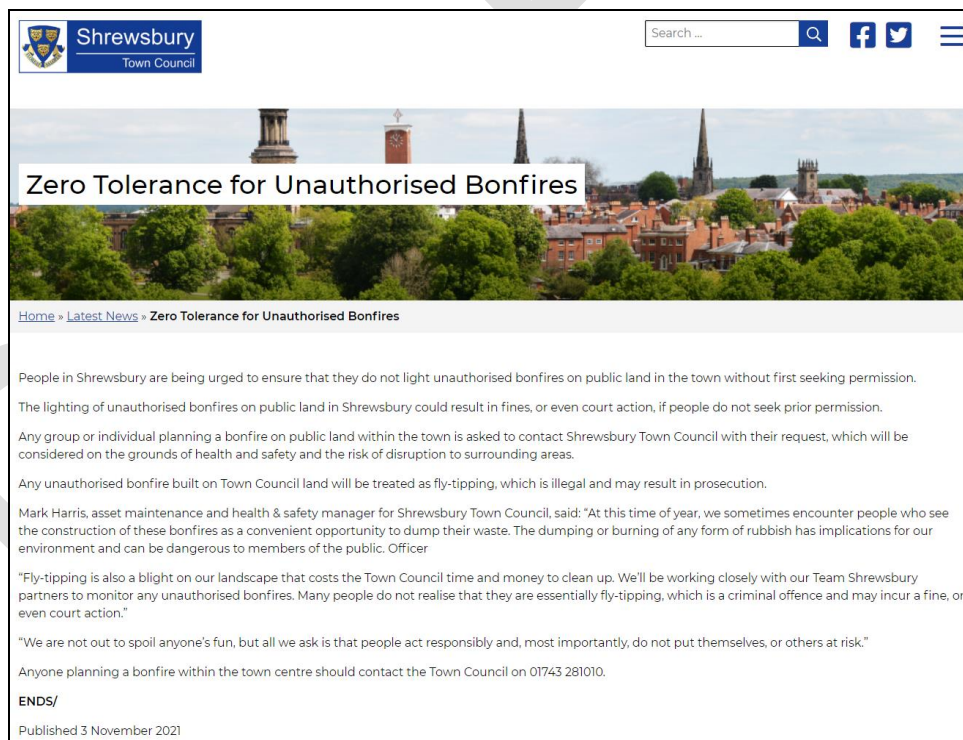 Shrewsbury
Town Council
Search ...
Zero Tolerance for Unauthorised Bonfires
Home » Latest News » Zero Tolerance for Unauthorised Bonfires
People in Shrewsbury are being urged to ensure that they do not light unauthorised bonfires on public land in the town without first seeking permission.
The lighting of unauthorised bonfires on public land in Shrewsbury could result in fines, or even court action, if people do not seek prior permission.
Any group or individual planning a bonfire on public land within the town is asked to contact Shrewsbury Town Council with their request, which will be
considered on the grounds of health and safety and the risk of disruption to surrounding areas.
Any unauthorised bonfire built on Town Council land will be treated as fly-tipping, which is illegal and may result in prosecution.
Mark Harris, asset maintenance and health & safety manager for Shrewsbury Town Council, said: “At this time of year, we sometimes encounter people who see
the construction of these bonfires as a convenient opportunity to dump their waste. The dumping or burning of any form of rubbish has implications for our
environment and can be dangerous to members of the public. Officer
“Fly-tipping is also a blight on our landscape that costs the Town Council time and money to clean up. We’ll be working closely with our Team Shrewsbury
partners to monitor any unauthorised bonfires. Many people do not realise that they are essentially fly-tipping, which is a criminal offence and may incur a fine, or
even court action.”
“We are not out to spoil anyone’s fun, but all we ask is that people act responsibly and, most importantly, do not put themselves, or others at risk.”
Anyone planning a bonfire within the town centre should contact the Town Council on 01743 281010.
ENDS/
Published 3 November 2021